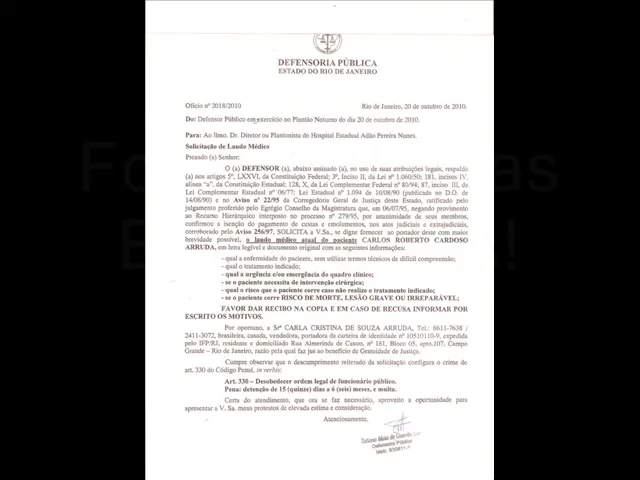 DEFENSORIA PÚBLICA
ESTADO DO RIO DE JANEIRO
Ofício nº 2018/2010 Rio de Janeiro, 20 de outubro de 2010.
Do: Defensor Público em exercício no Plantão Noturno do dia 20 de outubro de 2010.
Para: Ao Ilmo. Dr. Diretor ou Plantonista do Hospital Estadual Adão Pereira Nunes.
Solicitação de Laudo Médico
Prezado (a) Senhor:
O (a) DEFENSOR (a), abaixo assinado (a), no uso de suas atribuições legais, respaldo
(a) nos artigos 5º, LXXVI, da Constituição Federal; 3º, Inciso II, da Lei nº 1.060/50; 181, incisos IV,
alínea "a", da Constituição Estadual; 128, X, da Lei Complementar Federal nº 80/94; 87, inciso III, da
Lei Complementar Estadual nº 06/77; Lei Estadual nº 1.094 de 10/08/90 (publicada no D.O. de
14/08/90) e no Aviso nº 22/95 da Corregedoria Geral de Justiça deste Estado, ratificado pelo
julgamento proferido pelo Egrégio Conselho da Magistratura que, em 06/07/95, negando provimento
ao Recurso Hierárquico interposto no processo nº 279/95, por unanimidade de seus membros,
confirmou a isenção do pagamento de custas e emolumentos, nos atos judiciais e extrajudiciais,
corroborado pelo Aviso 256/97, SOLICITA a V.Sa., se digne fornecer ao portador deste com maior
brevidade possível, o laudo médico atual do paciente CARLOS ROBERTO CARDOSO
ARRUDA, em letra legível e documento original com as seguintes informações:
- qual a enfermidade do paciente, sem utilizar termos técnicos de difícil compreensão;
- qual o tratamento indicado;
- qual a urgência e/ou emergência do quadro clínico;
- se o paciente necessita de intervenção cirúrgica;
- qual o risco que o paciente corre caso não realize o tratamento indicado;
- se o paciente corre RISCO DE MORTE, LESÃO GRAVE OU IRREPARÁVEL;
FAVOR DAR RECIBO NA COPIA E EM CASO DE RECUSA INFORMAR POR
ESCRITO OS MOTIVOS.
Por oportuno, a Srª CARLA CRISTINA DE SOUZA ARRUDA, Tel.: 8611-7638 /
2411-3072, brasileira, casada, vendedora, portadora da carteira de identidade nº 10510110-9, expedida
pelo IFP/RJ, residente e domiciliado Rua Almerinda de Castro, nº 181, Bloco 05, apto.107, Campo
Grande – Rio de Janeiro, razão pela qual faz jus ao benefício de Gratuidade de Justiça.
Cumpre observar que o descumprimento reiterado da solicitação configura o crime do
art. 330 do Código Penal, in verbis:
Art. 330 – Desobedecer ordem legal de funcionário público.
Pena: detenção de 15 (quinze) dias a 6 (seis) meses, e multa.
Certa do atendimento, que ora se faz necessário, aproveito a oportunidade para
apresentar a V. Sa. meus protestos de elevada estima e consideração.
Atenciosamente,
Defensora Pública